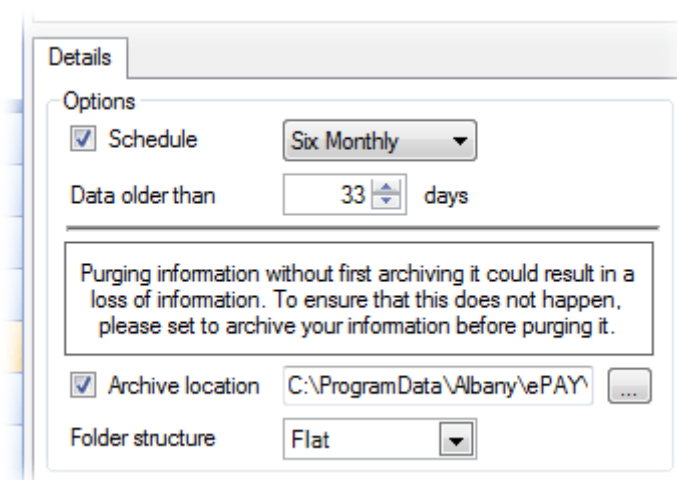 Details
Options
Schedule Six Monthly
Data older than 33 days
Purging information without first archiving it could result in a
loss of information. To ensure that this does not happen,
please set to archive your information before purging it.
Archive location C:\ProgramData\Albany\ePAY\ ...
Folder structure Flat